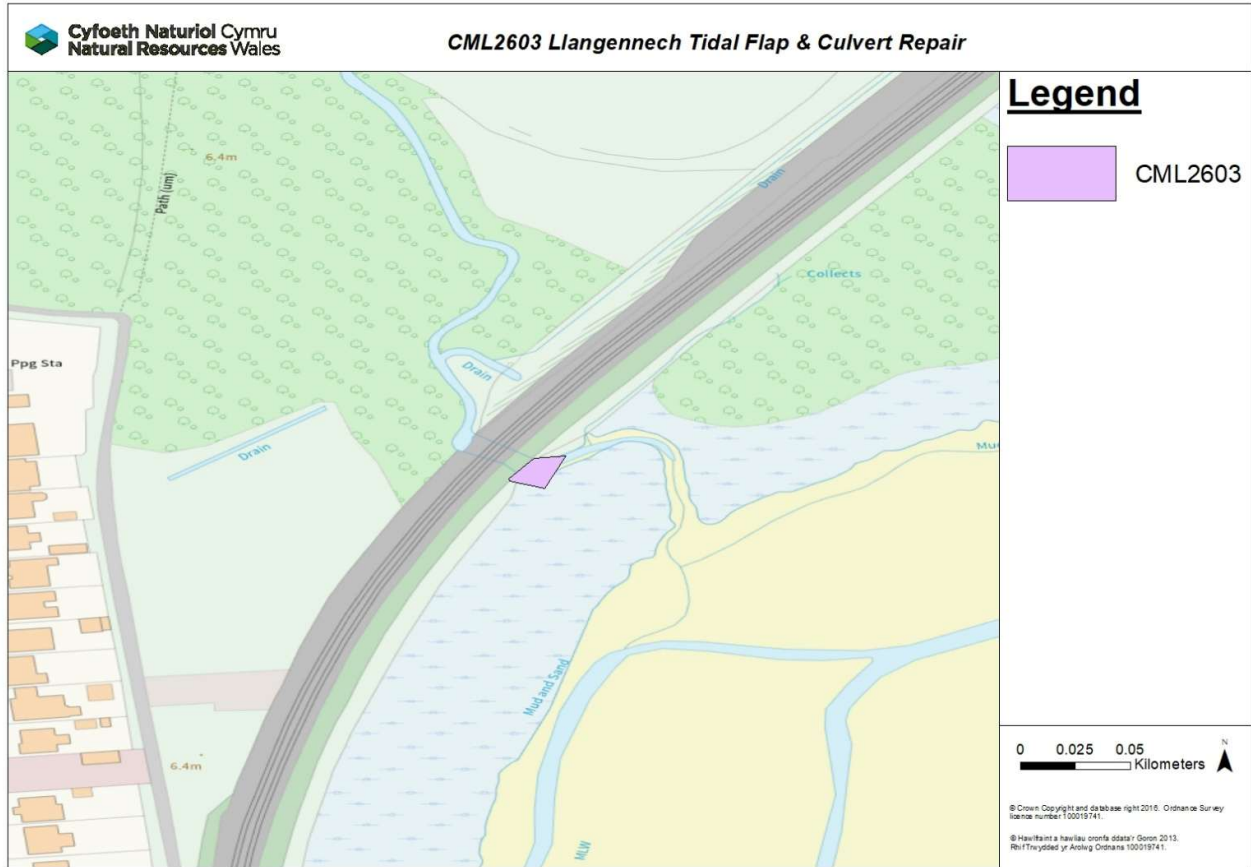 Cyfoeth Naturiol Cymru
Natural Resources Wales
CML2603 Llangennech Tidal Flap & Culvert Repair
Legend
CML2603
6.4m
Path (um)
Drain
Collects
Ppg Sta
Drain
Drain
Mud and Sand
6.4m
MLW
0 0.025 0.05
Kilometers
N
© Crown Copyright and database right 2016. Ordnance Survey
licence number 100019741.
© Hawlfraint a hawliau cronfa ddata'r Goron 2013.
Rhif Trwydded yr Arolwg Ordnans 100019741.